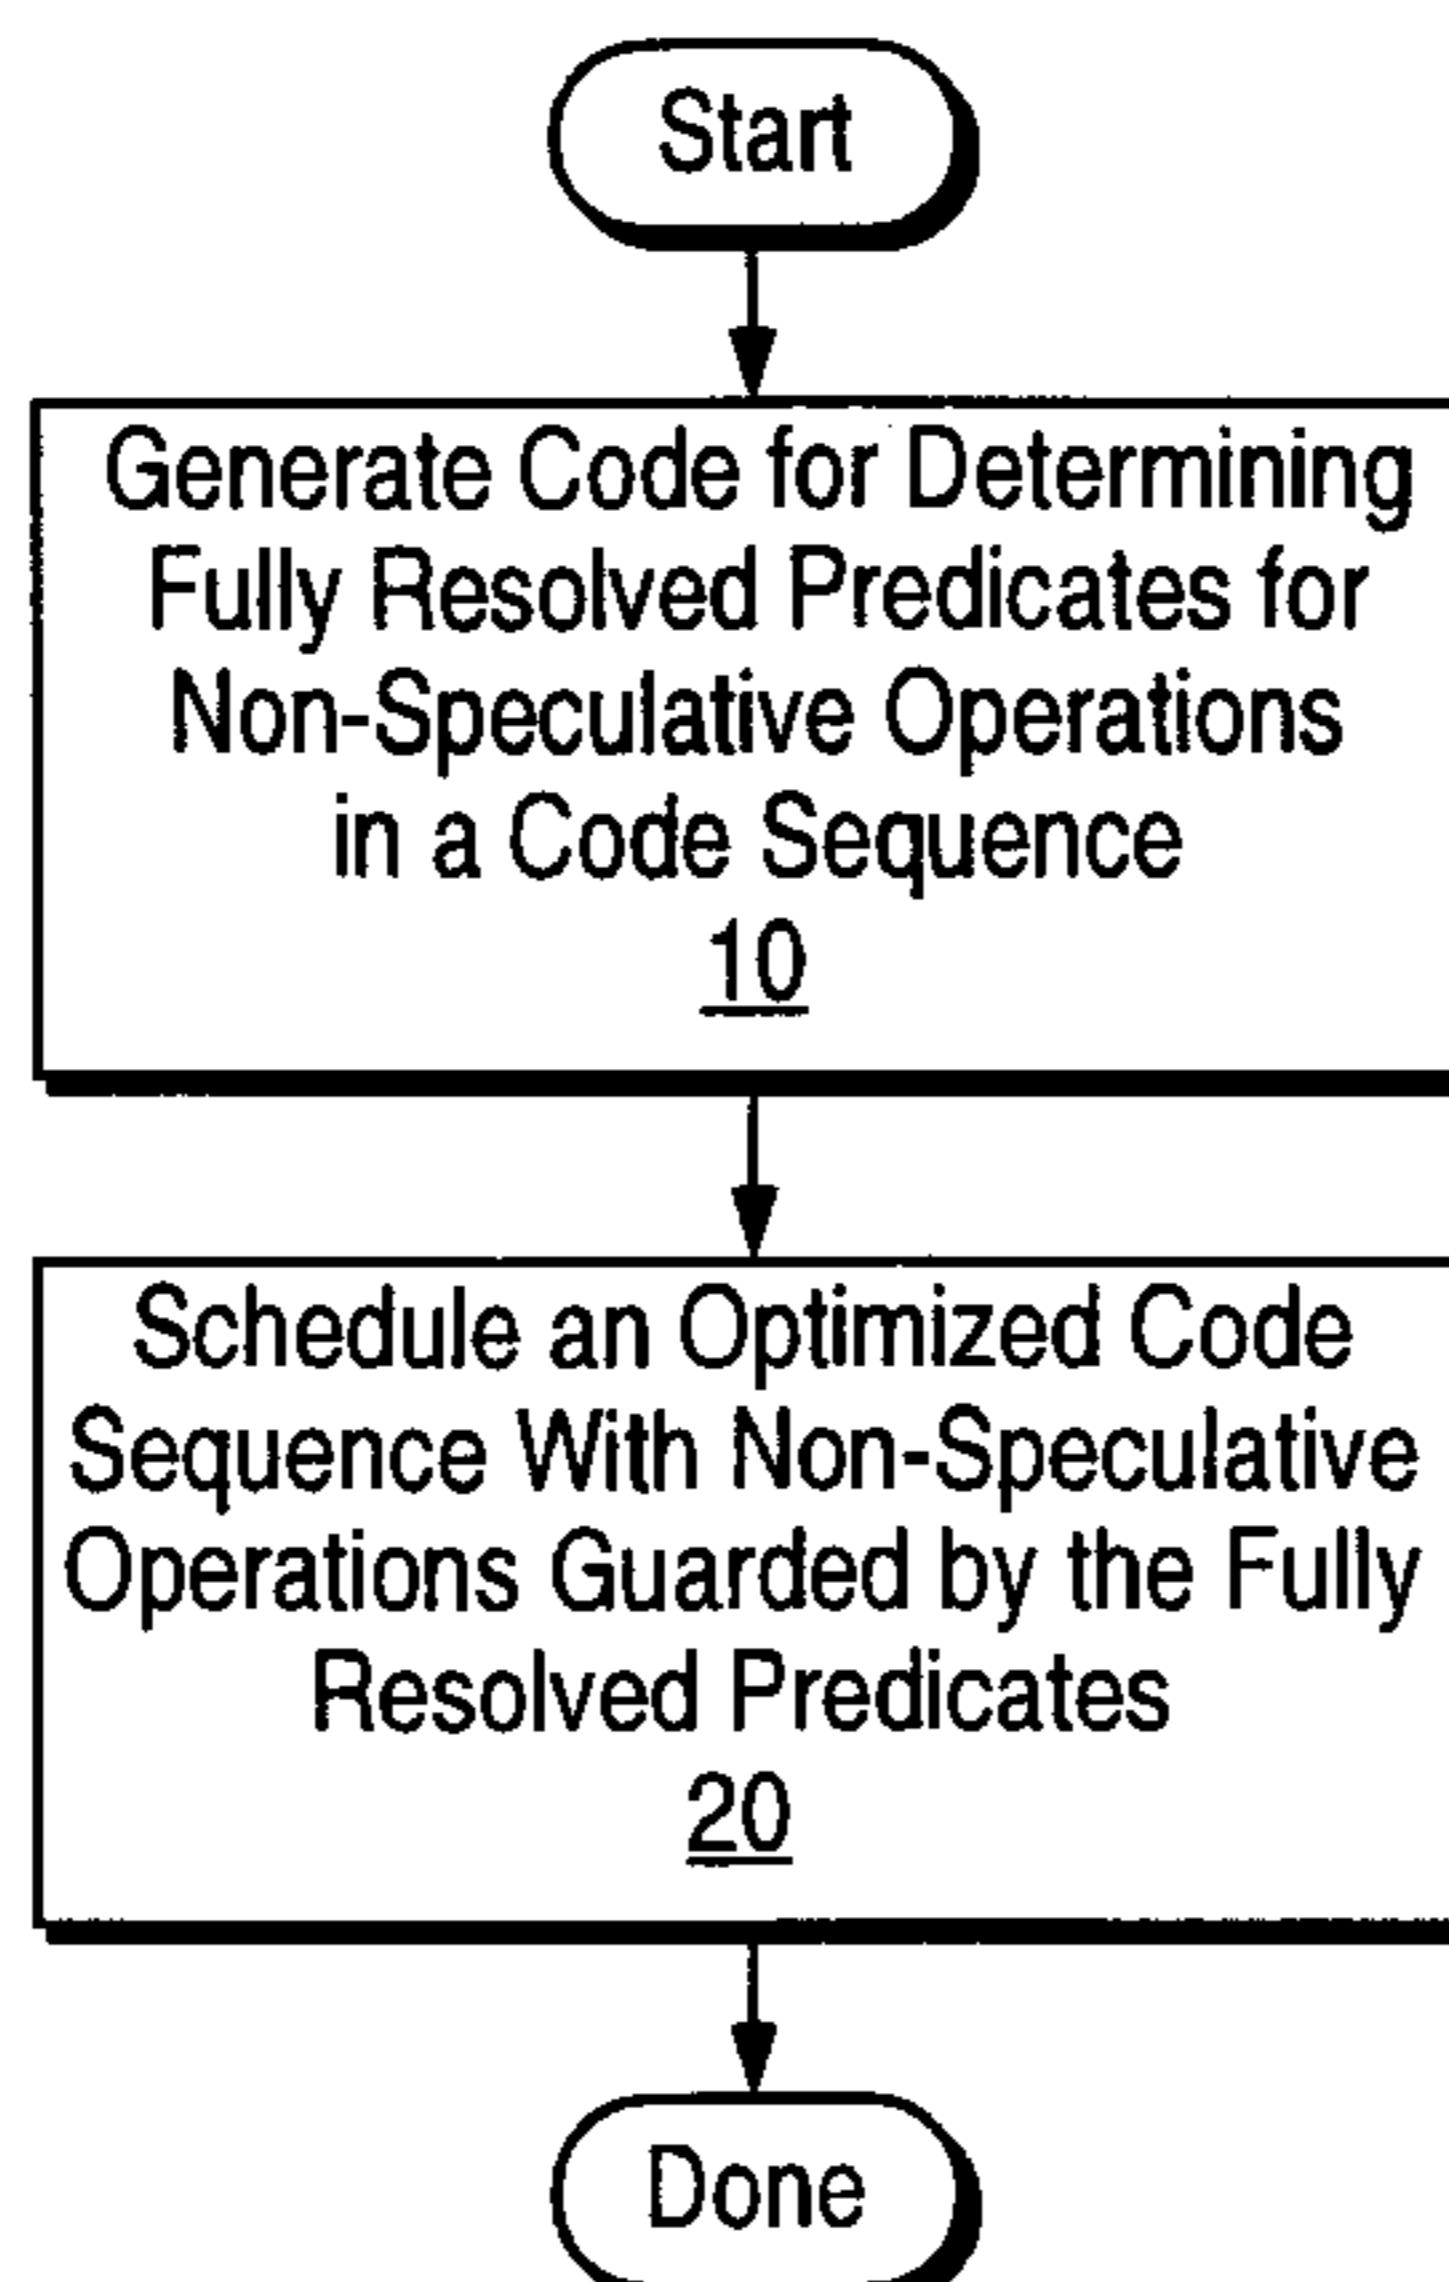 Start
Generate Code for Determining
Fully Resolved Predicates for
Non-Speculative Operations
in a Code Sequence
10
Schedule an Optimized Code
Sequence With Non-Speculative
Operations Guarded by the Fully
Resolved Predicates
20
Done